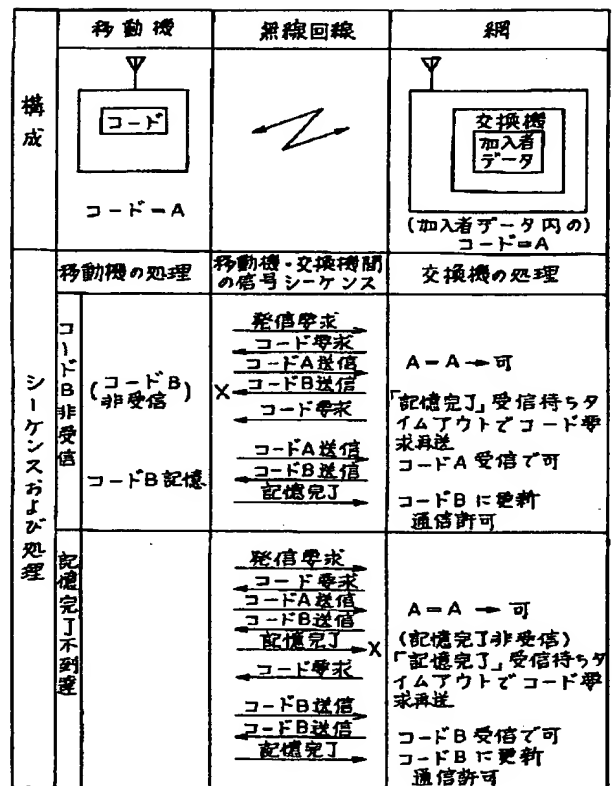 移動機
無線回線
網
構成
コード
コード=A
交換機
加入者
データ
(加入者データ内の)
コード=A
シーケンスおよび処理
移動機の処理
移動機・交換機間
の信号シーケンス
交換機の処理
コードB非受信
(コードB
非受信)
コードB記憶
発信要求
コード要求
コードA送信
×コードB送信
コード要求
コードA送信
コードB送信
記憶完了
A=A→可
「記憶完了」受信待ちタ
イムアウトでコード要
求再送
コードA受信で可
コードBに更新
通信許可
記憶完了不到達
発信要求
コード要求
コードA送信
コードB送信
記憶完了×
コード要求
コードB送信
コードB送信
記憶完了
A=A→可
(記憶完了非受信)
「記憶完了」受信待ちタ
イムアウトでコード要
求再送
コードB受信で可
コードBに更新
通信許可